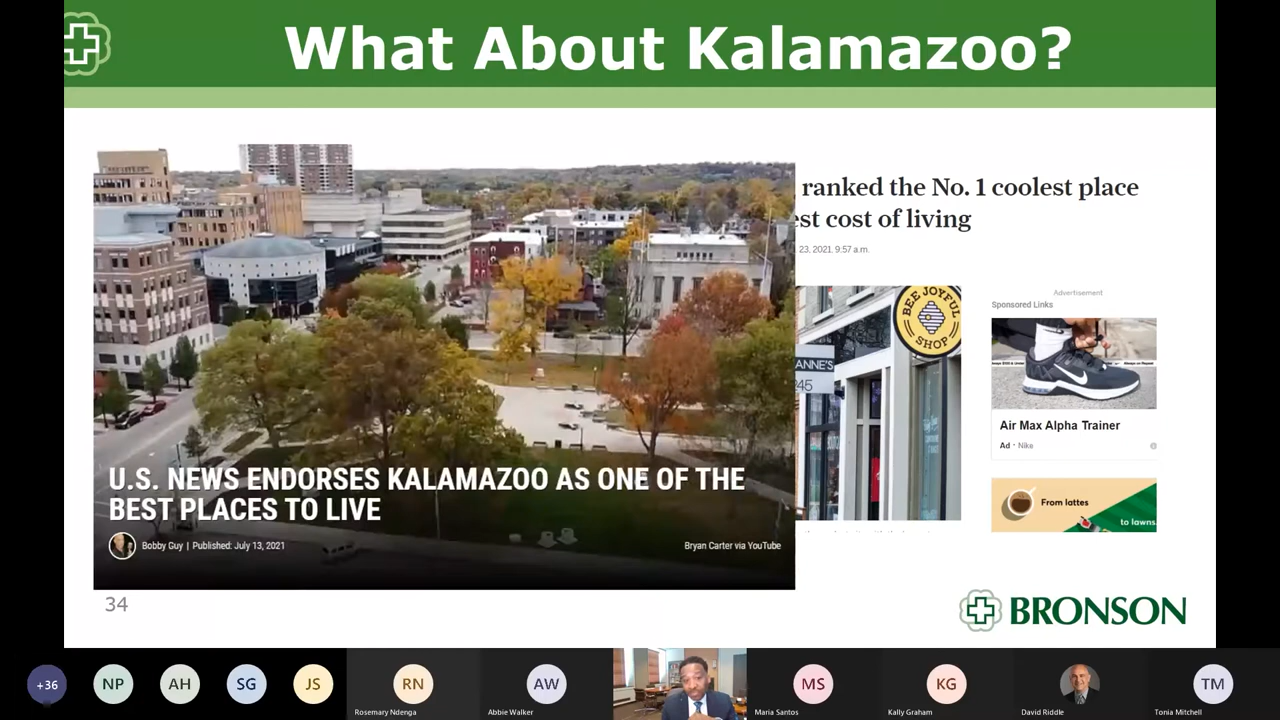 What About Kalamazoo?
ranked the No. 1 coolest place
est cost of living
23, 2021, 9:57 a.m.
Advertisement
Sponsored Links
BEE JOYFUL
SHOP
ANNE'S
245
Air Max Alpha Trainer
Ad · Nike
From lattes
to lawns
U.S. NEWS ENDORSES KALAMAZOO AS ONE OF THE
BEST PLACES TO LIVE
Bobby Guy | Published: July 13, 2021
Bryan Carter via YouTube
34
BRONSON
+36
NP
AH
SG
JS
RN
AW
MS
KG
TM
Rosemary Ndenga
Abbie Walker
Maria Santos
Kally Graham
David Riddle
Tonia Mitchell